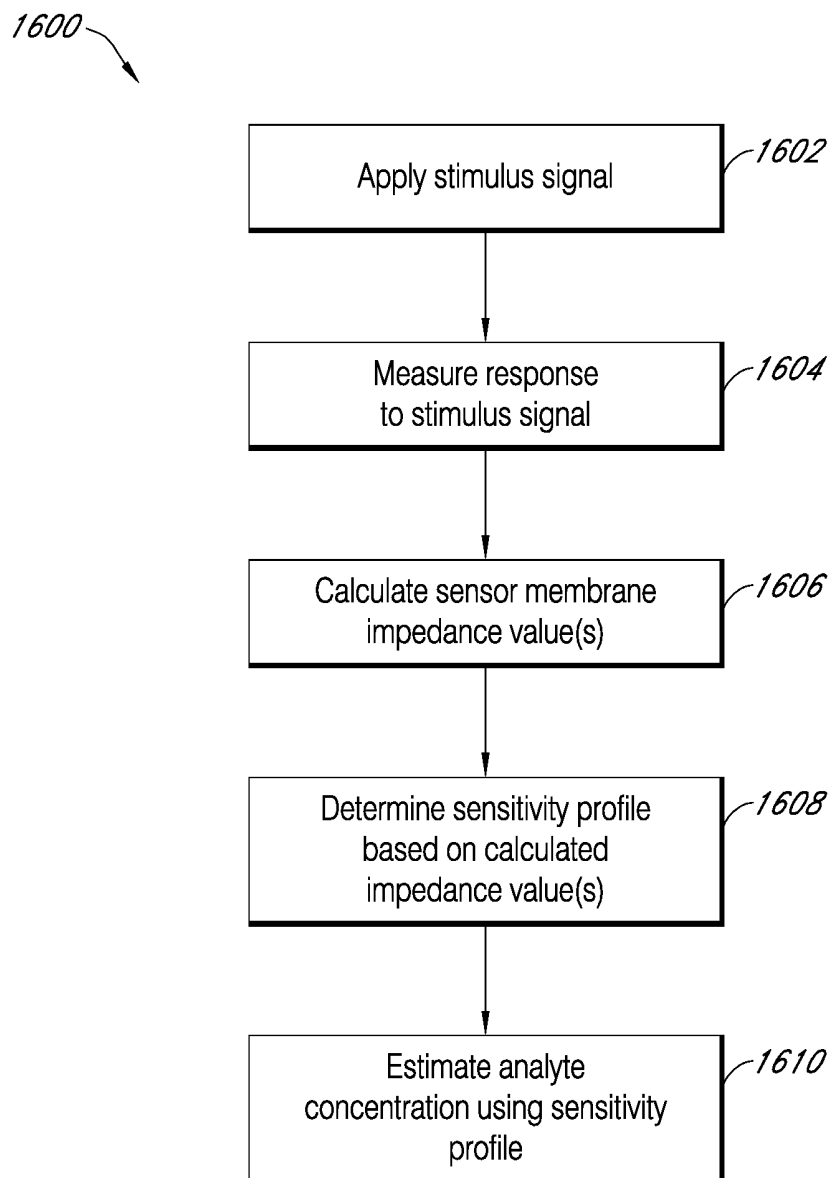 1600
Apply stimulus signal
1602
Measure response
to stimulus signal
1604
Calculate sensor membrane
impedance value(s)
1606
Determine sensitivity profile
based on calculated
impedance value(s)
1608
Estimate analyte
concentration using sensitivity
profile
1610